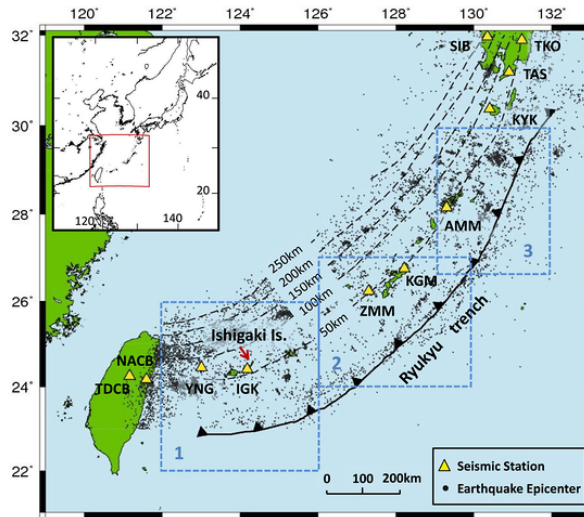 120° 122° 124° 126° 128° 130° 132°
32°
30°
28°
26°
24°
22°
40
20
120
140
SIB
TKO
TAS
KYK
AMM
3
250km
200km
150km
100km
50km
KGM
ZMM
2
Ryukyu trench
Ishigaki Is.
NACB
TDCB
YNG
IGK
1
0 100 200km
Seismic Station
Earthquake Epicenter